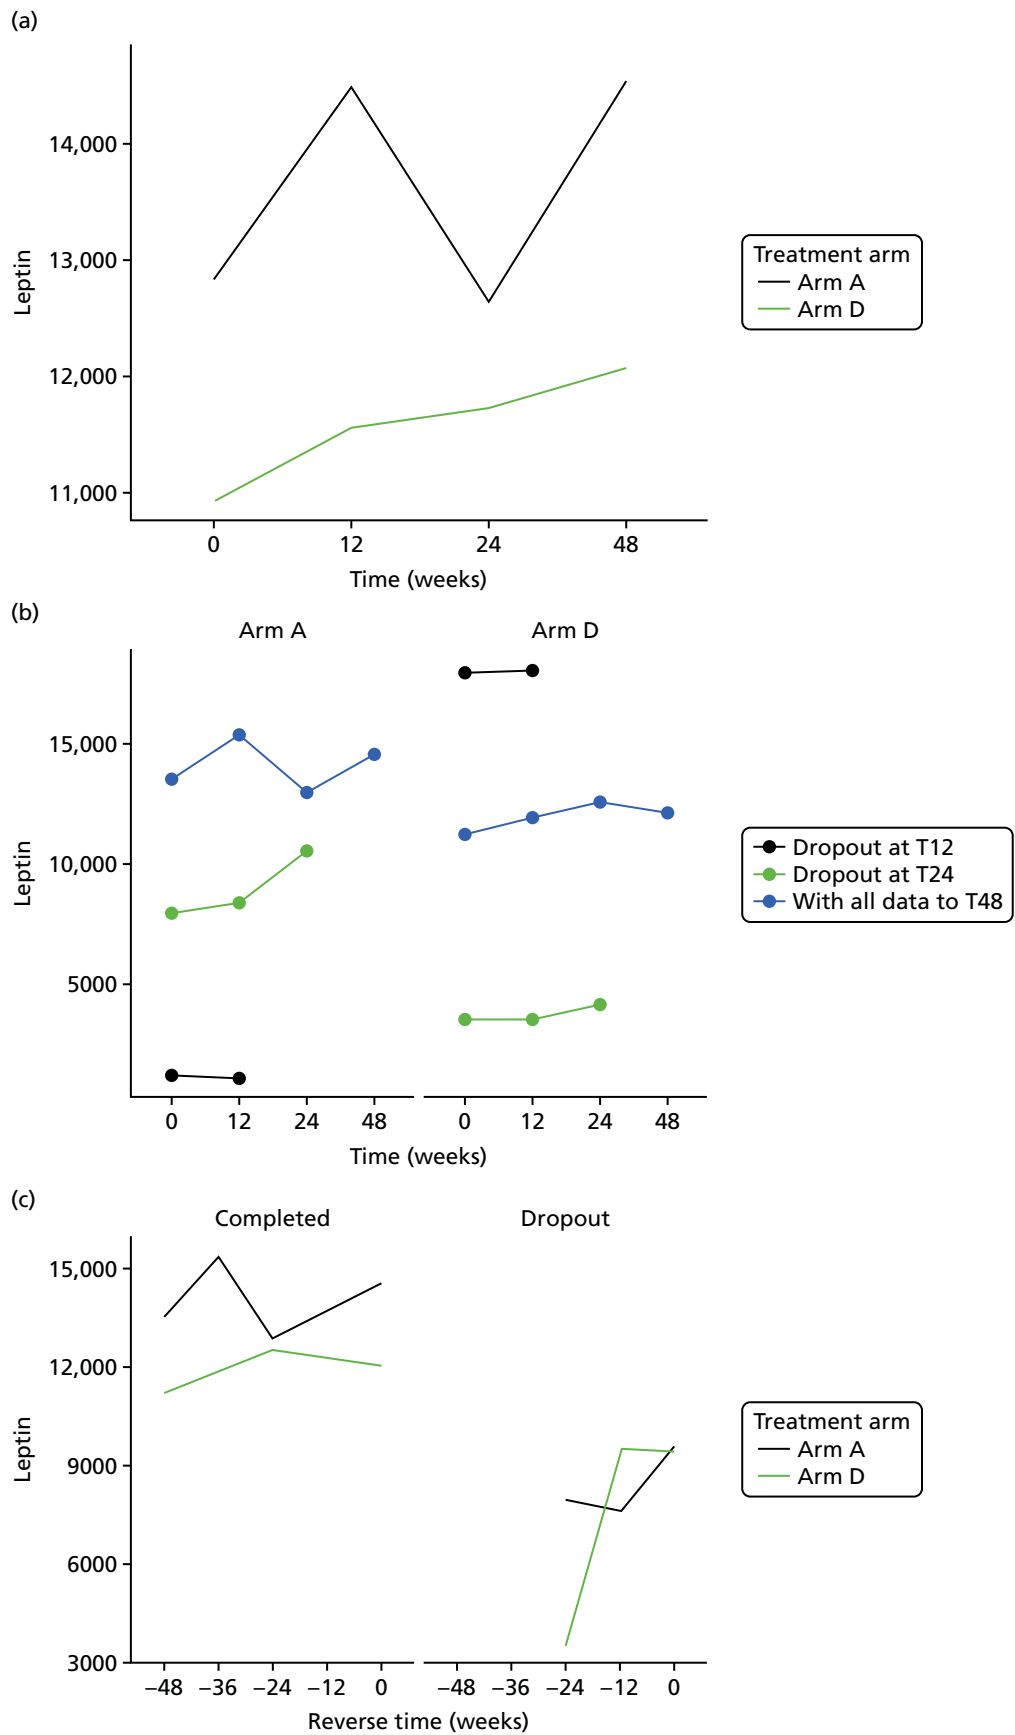 (a)
14,000
13,000
12,000
11,000
Leptin
0 12 24 48
Time (weeks)
Treatment arm
Arm A
Arm D
(b)
Arm A Arm D
15,000
10,000
5000
Leptin
0 12 24 48 0 12 24 48
Time (weeks)
Dropout at T12
Dropout at T24
With all data to T48
(c)
Completed Dropout
15,000
12,000
9000
6000
3000
Leptin
−48 −36 −24 −12 0 −48 −36 −24 −12 0
Reverse time (weeks)
Treatment arm
Arm A
Arm D